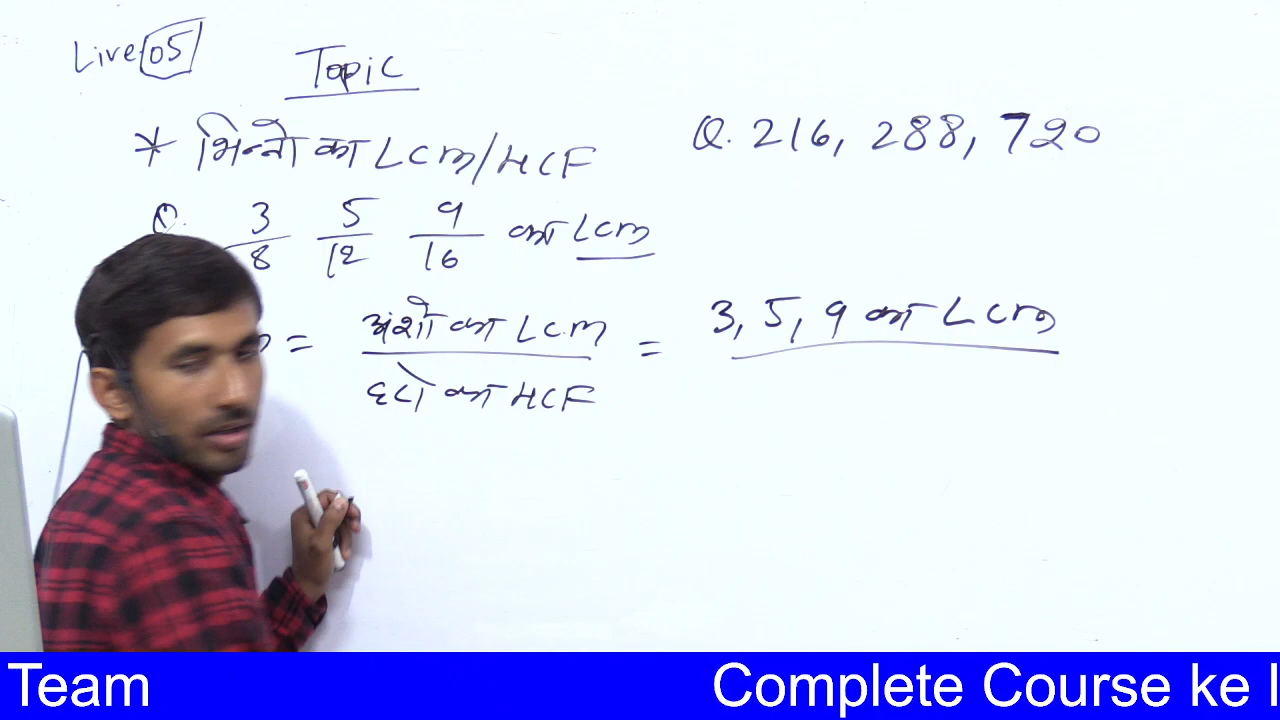 Live 05
Topic
* भिन्नो का LCM/HCF
Q. 216, 288, 720
Q. 3/8 5/12 9/16 का LCM
= अंशो का LCM / हरो का HCF = 3, 5, 9 का LCM
Team Complete Course ke l